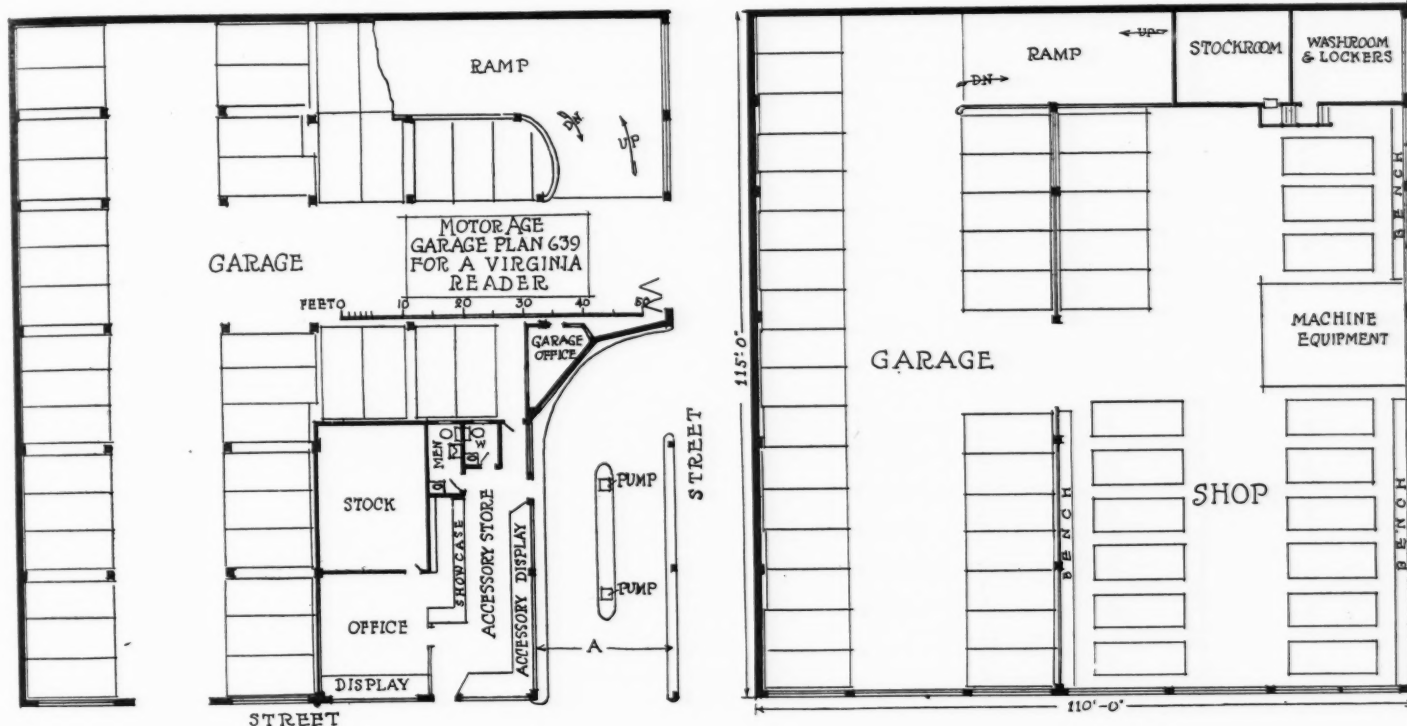 RAMP
DN
UP
MOTOR AGE
GARAGE PLAN 639
FOR A VIRGINIA
READER
GARAGE
FEET 0 10 20 30 40 50
GARAGE
OFFICE
MEN
W
STOCK
SHOWCASE
ACCESSORY STORE
ACCESSORY DISPLAY
PUMP
PUMP
STREET
OFFICE
A
DISPLAY
STREET
RAMP
UP
DN
STOCKROOM
WASHROOM
& LOCKERS
BENCH
MACHINE
EQUIPMENT
115'-0"
GARAGE
SHOP
BENCH
BENCH
110'-0"